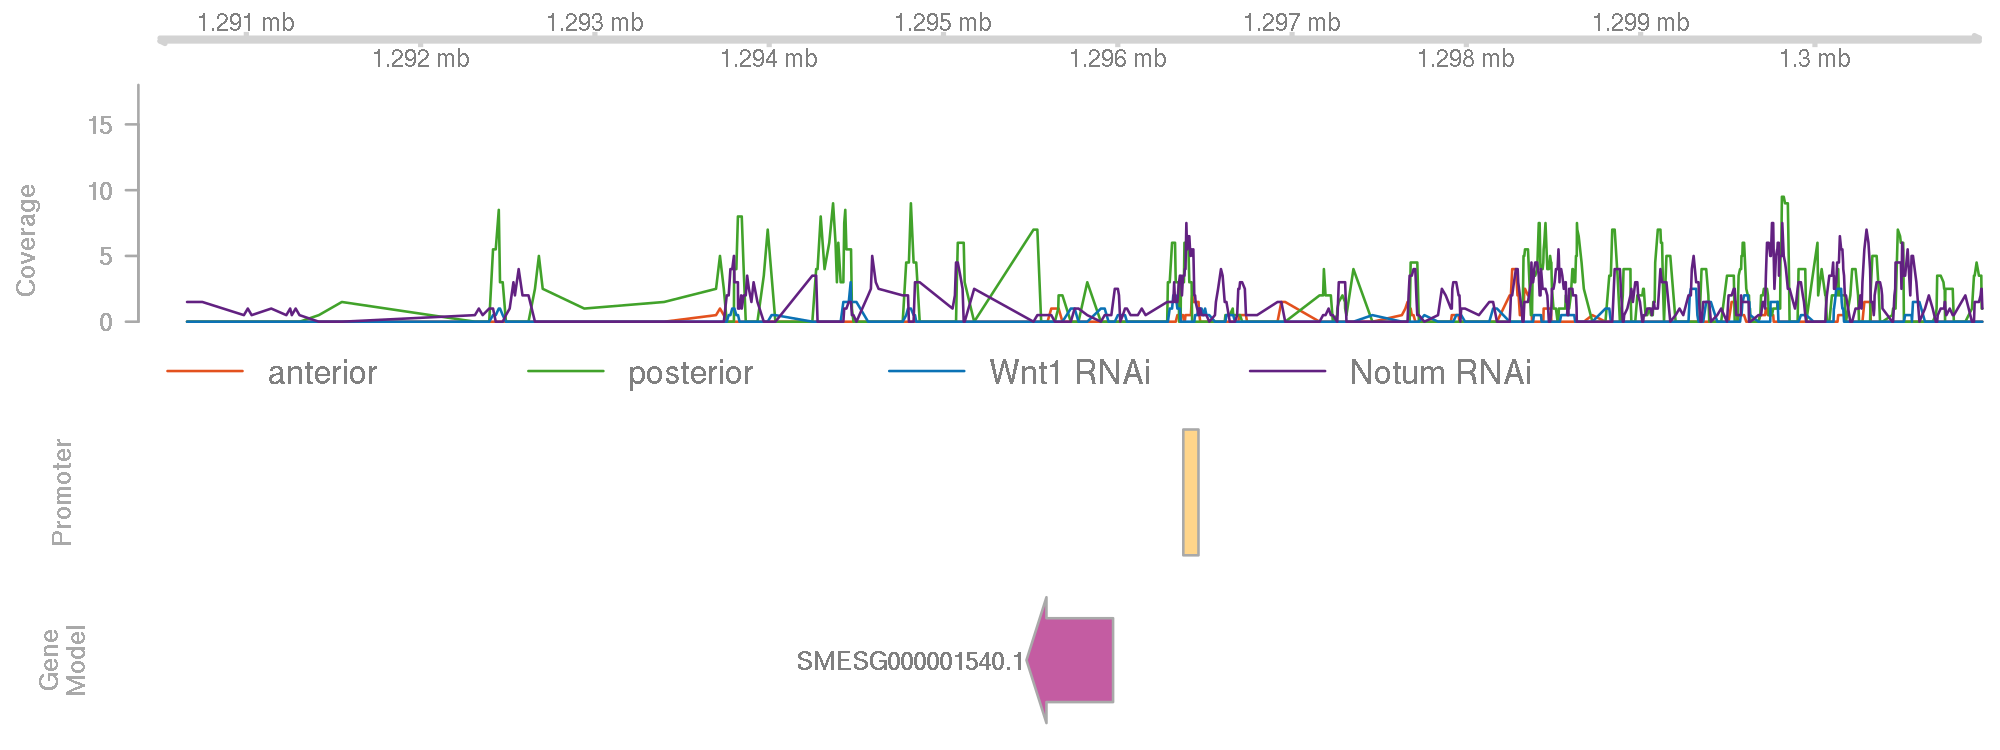 1.291 mb 1.293 mb 1.295 mb 1.297 mb 1.299 mb
1.292 mb 1.294 mb 1.296 mb 1.298 mb 1.3 mb
Coverage
15
10
5
0
anterior posterior Wnt1 RNAi Notum RNAi
Promoter
Gene
Model
SMESG000001540.1